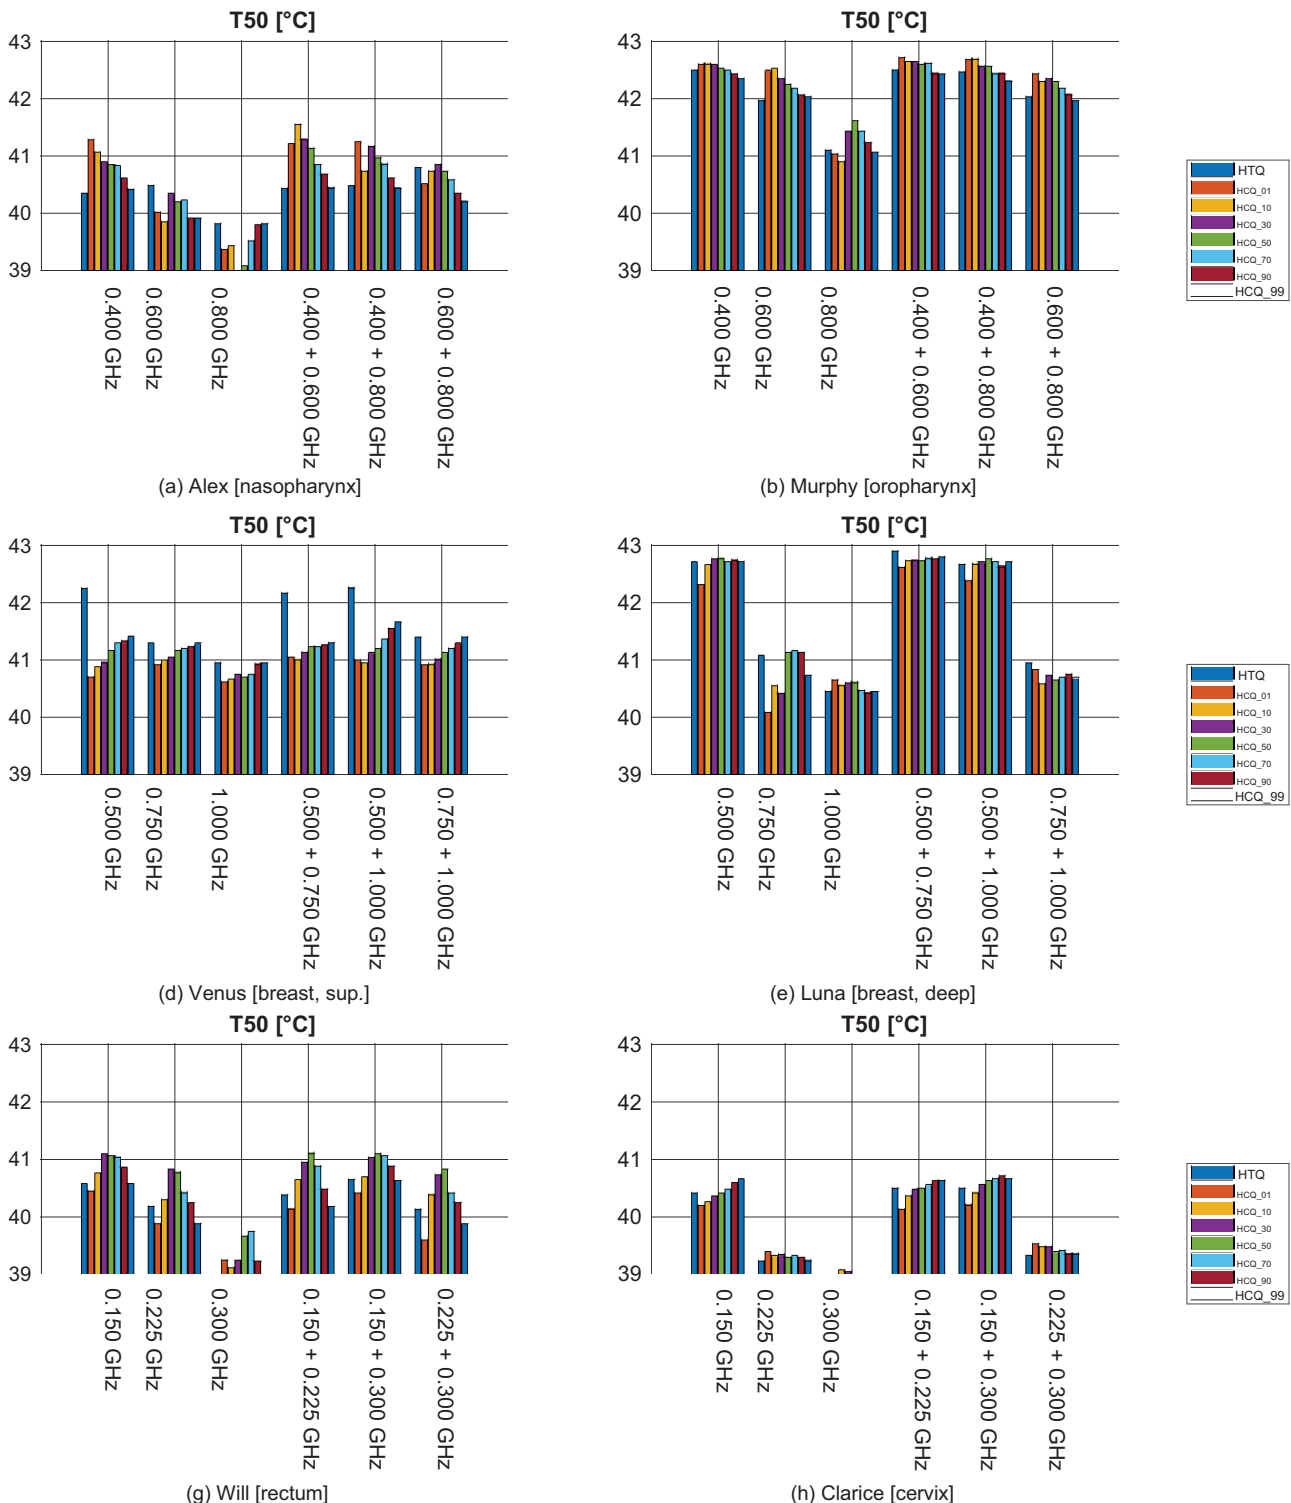 T50 [°C]
43
42
41
40
39
0.400 GHz
0.600 GHz
0.800 GHz
0.400 + 0.600 GHz
0.400 + 0.800 GHz
0.600 + 0.800 GHz
(a) Alex [nasopharynx]
T50 [°C]
43
42
41
40
39
0.400 GHz
0.600 GHz
0.800 GHz
0.400 + 0.600 GHz
0.400 + 0.800 GHz
0.600 + 0.800 GHz
(b) Murphy [oropharynx]
HTQ
HCQ_01
HCQ_10
HCQ_30
HCQ_50
HCQ_70
HCQ_90
HCQ_99
T50 [°C]
43
42
41
40
39
0.500 GHz
0.750 GHz
1.000 GHz
0.500 + 0.750 GHz
0.500 + 1.000 GHz
0.750 + 1.000 GHz
(d) Venus [breast, sup.]
T50 [°C]
43
42
41
40
39
0.500 GHz
0.750 GHz
1.000 GHz
0.500 + 0.750 GHz
0.500 + 1.000 GHz
0.750 + 1.000 GHz
(e) Luna [breast, deep]
HTQ
HCQ_01
HCQ_10
HCQ_30
HCQ_50
HCQ_70
HCQ_90
HCQ_99
T50 [°C]
43
42
41
40
39
0.150 GHz
0.225 GHz
0.300 GHz
0.150 + 0.225 GHz
0.150 + 0.300 GHz
0.225 + 0.300 GHz
(g) Will [rectum]
T50 [°C]
43
42
41
40
39
0.150 GHz
0.225 GHz
0.300 GHz
0.150 + 0.225 GHz
0.150 + 0.300 GHz
0.225 + 0.300 GHz
(h) Clarice [cervix]
HTQ
HCQ_01
HCQ_10
HCQ_30
HCQ_50
HCQ_70
HCQ_90
HCQ_99